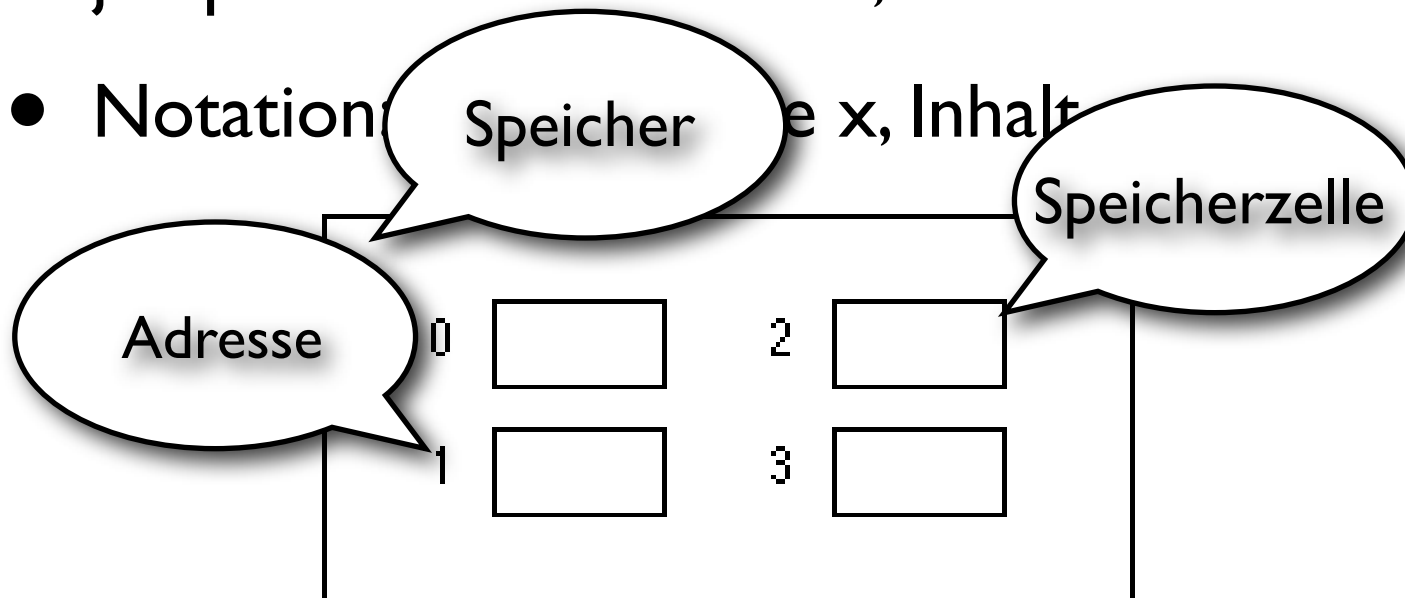 • Notation: e x, Inhalt
Speicher
Speicherzelle
Adresse
0 2
1 3